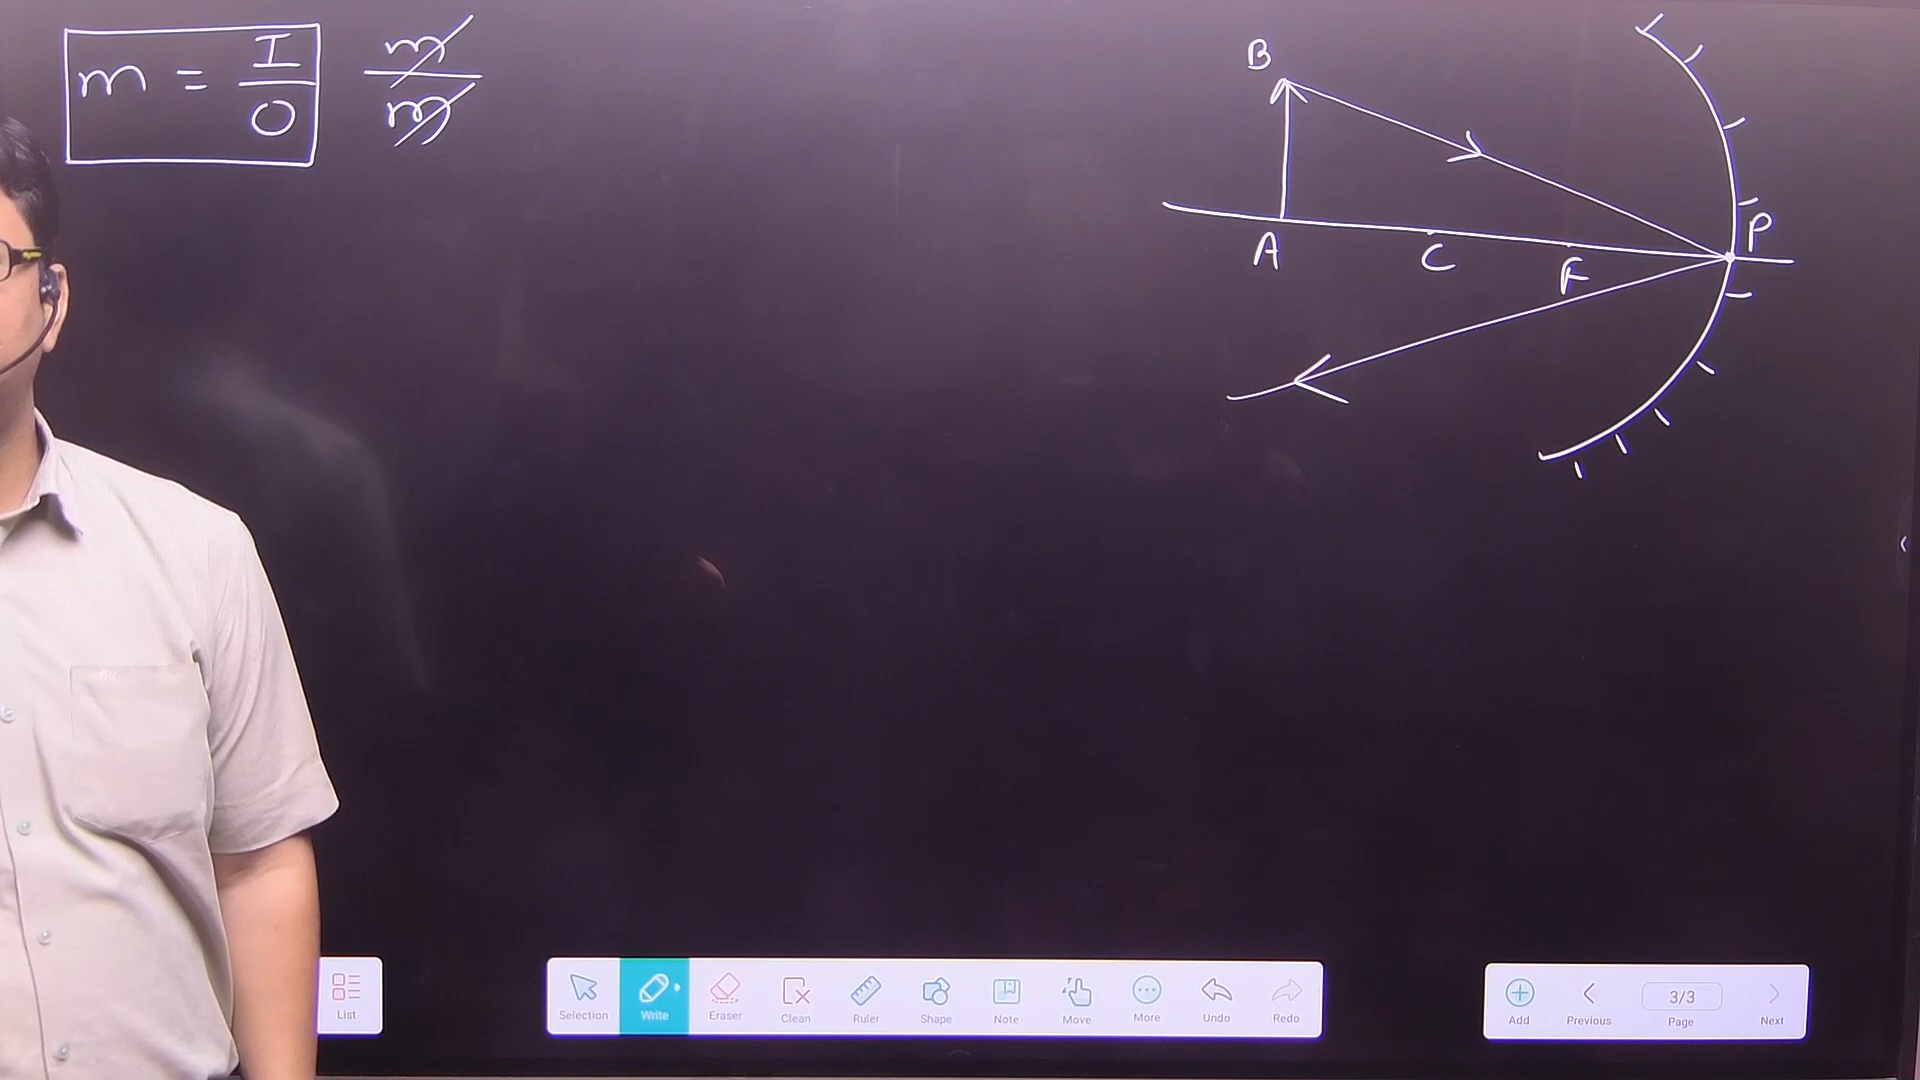 m = I/O m/m
B
P
A C F
List Selection Write Eraser Clean Ruler Shape Note Move More Undo Redo Add Previous 3/3 Page Next